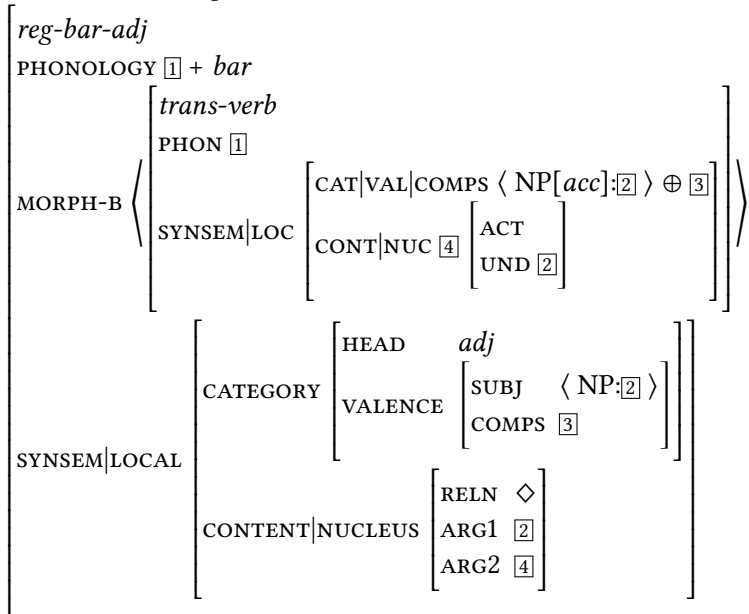 reg-bar-adj
PHONOLOGY 1 + bar
trans-verb
PHON 1
MORPH-B ⟨ SYNSEM|LOC CAT|VAL|COMPS ⟨ NP[acc]:2 ⟩ ⊕ 3 ⟩
CONT|NUC 4 ACT
UND 2
HEAD adj
CATEGORY VALENCE SUBJ ⟨ NP:2 ⟩
COMPS 3
SYNSEM|LOCAL
RELN ◇
CONTENT|NUCLEUS ARG1 2
ARG2 4